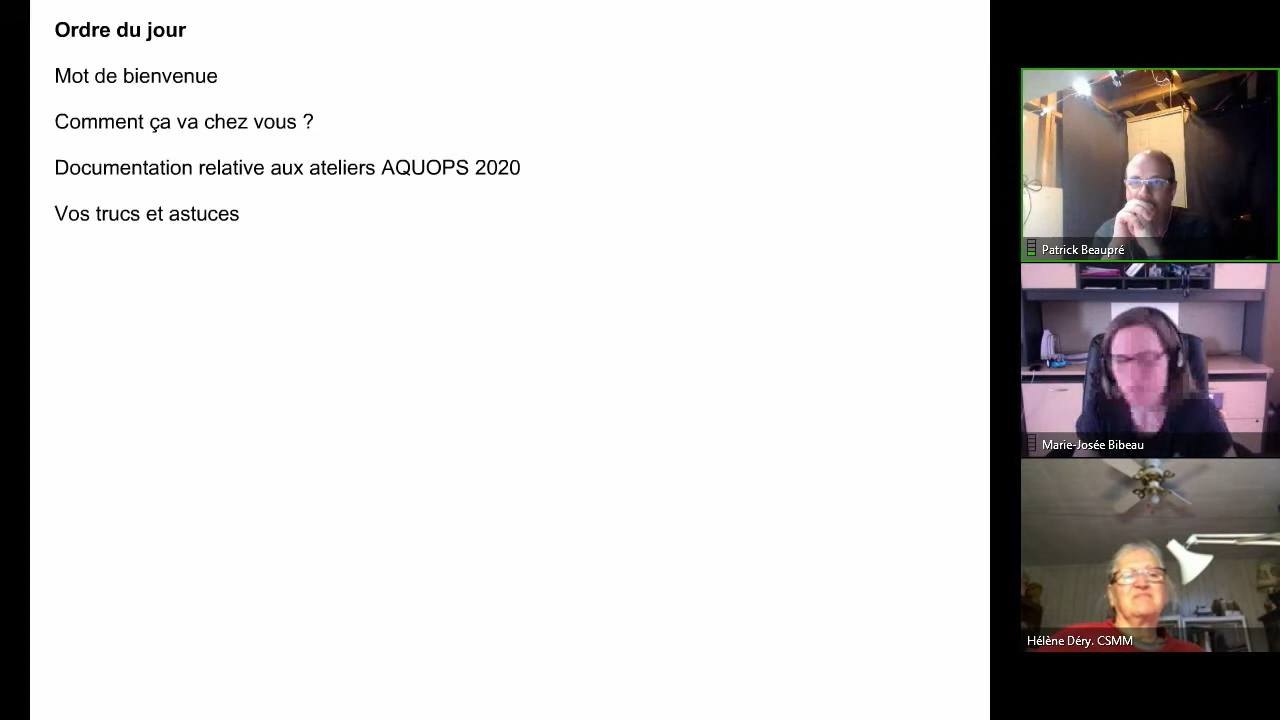 Ordre du jour
Mot de bienvenue
Comment ça va chez vous ?
Documentation relative aux ateliers AQUOPS 2020
Vos trucs et astuces
Patrick Beaupré
Marie-Josée Bibeau
Hélène Déry. CSMM